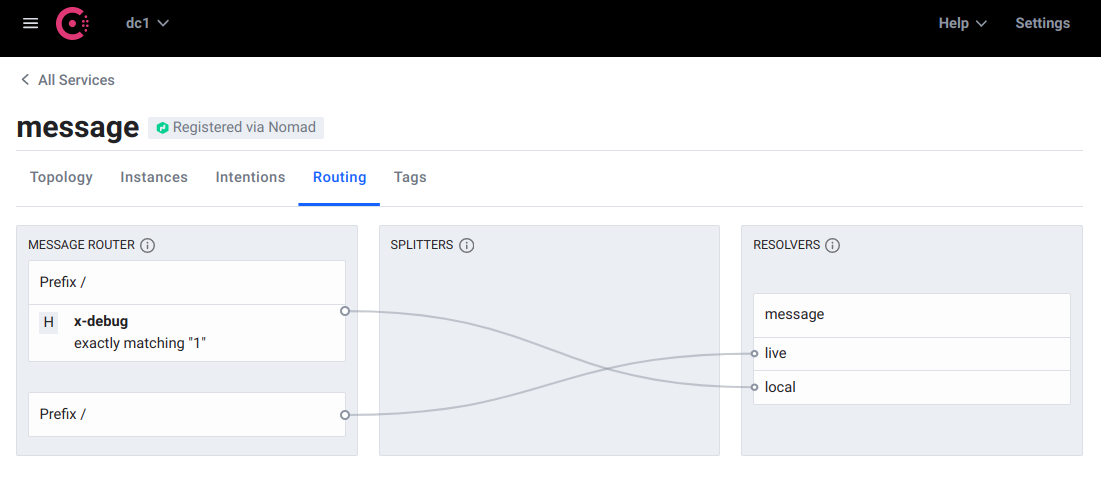 dc1
Help
Settings
All Services
message
Registered via Nomad
Topology
Instances
Intentions
Routing
Tags
MESSAGE ROUTER
Prefix /
H
x-debug
exactly matching "1"
Prefix /
SPLITTERS
RESOLVERS
message
live
local